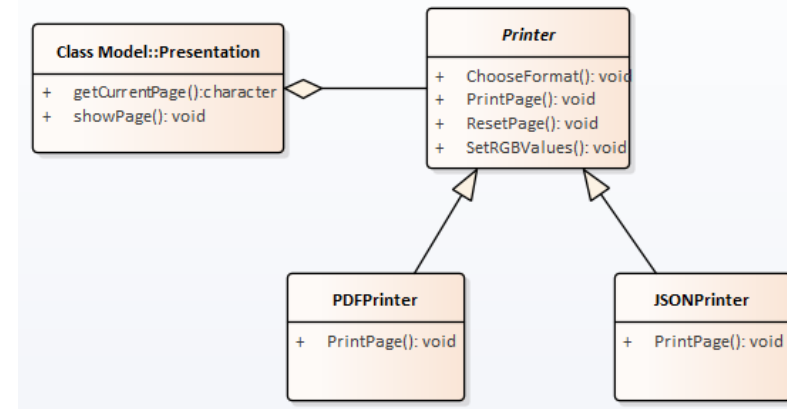 Class Model::Presentation
+ getCurrentPage():character
+ showPage(): void
Printer
+ ChooseFormat(): void
+ PrintPage(): void
+ ResetPage(): void
+ SetRGBValues(): void
PDFPrinter
+ PrintPage(): void
JSONPrinter
+ PrintPage(): void